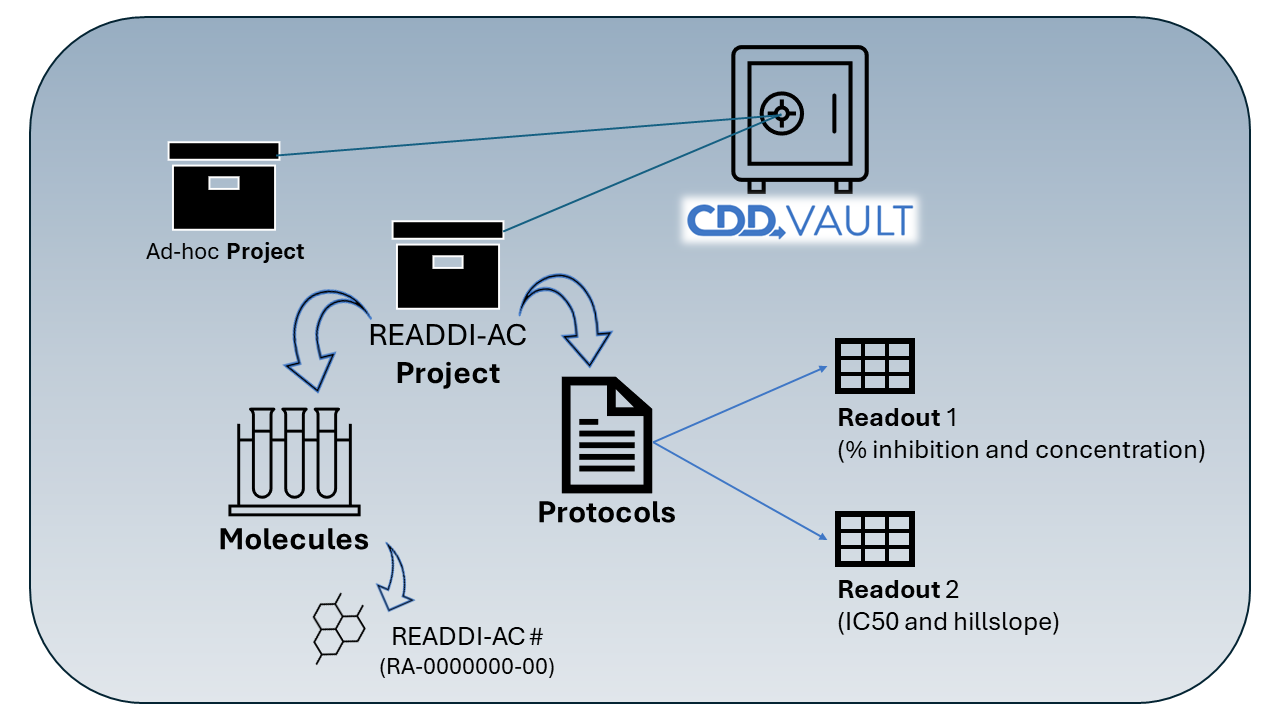 CDD VAULT
Ad-hoc Project
READDI-AC
Project
Readout 1
(% inhibition and concentration)
Protocols
Molecules
Readout 2
(IC50 and hillslope)
READDI-AC #
(RA-0000000-00)